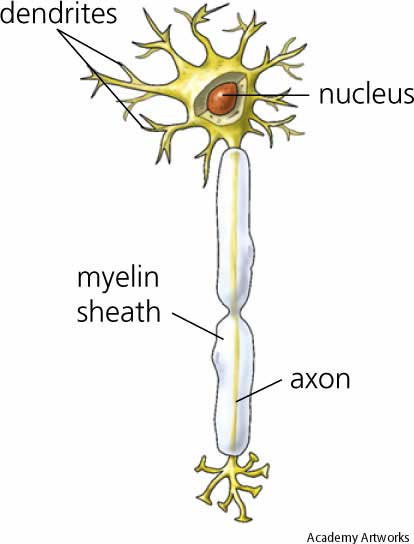 dendrites
nucleus
myelin
sheath
axon
Academy Artworks